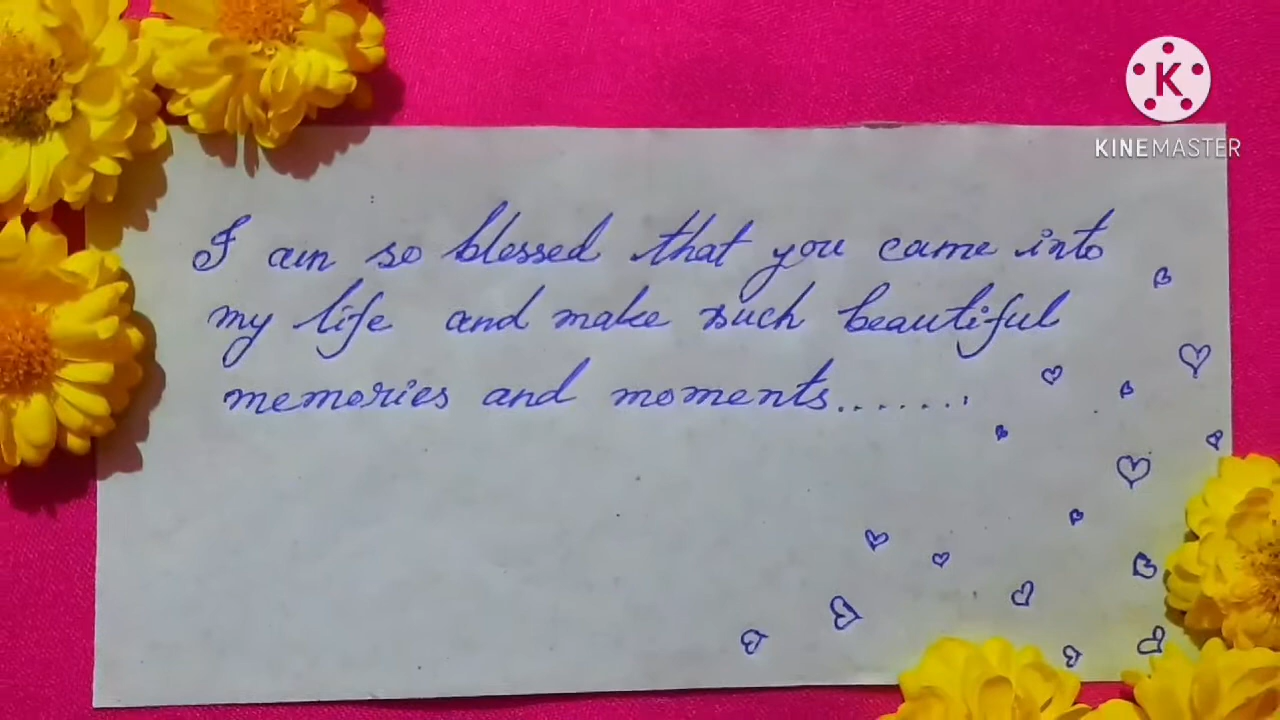 K
KINEMASTER
I am so blessed that you came into
my life and make such beautiful
memories and moments.......